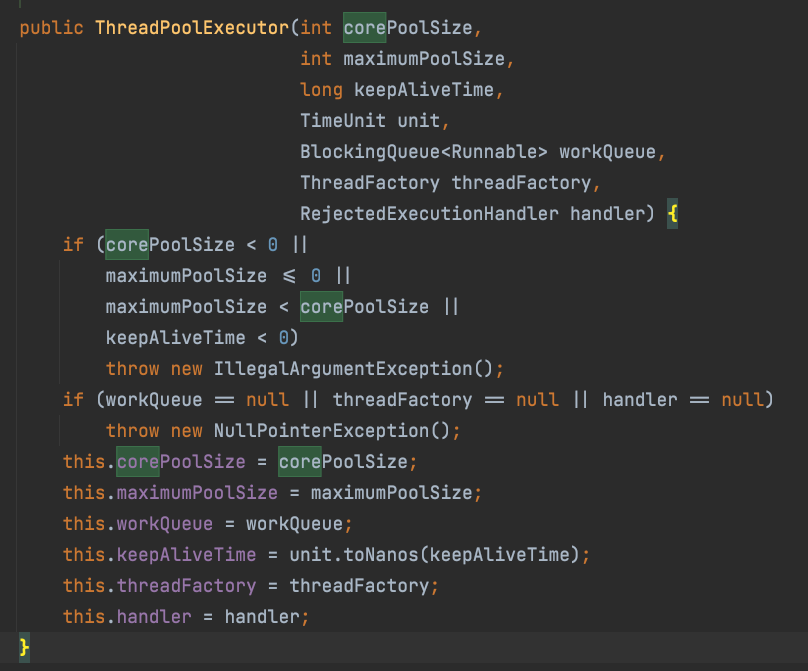 public ThreadPoolExecutor(int corePoolSize,
                          int maximumPoolSize,
                          long keepAliveTime,
                          TimeUnit unit,
                          BlockingQueue<Runnable> workQueue,
                          ThreadFactory threadFactory,
                          RejectedExecutionHandler handler) {
    if (corePoolSize < 0 ||
        maximumPoolSize <= 0 ||
        maximumPoolSize < corePoolSize ||
        keepAliveTime < 0)
        throw new IllegalArgumentException();
    if (workQueue == null || threadFactory == null || handler == null)
        throw new NullPointerException();
    this.corePoolSize = corePoolSize;
    this.maximumPoolSize = maximumPoolSize;
    this.workQueue = workQueue;
    this.keepAliveTime = unit.toNanos(keepAliveTime);
    this.threadFactory = threadFactory;
    this.handler = handler;
}